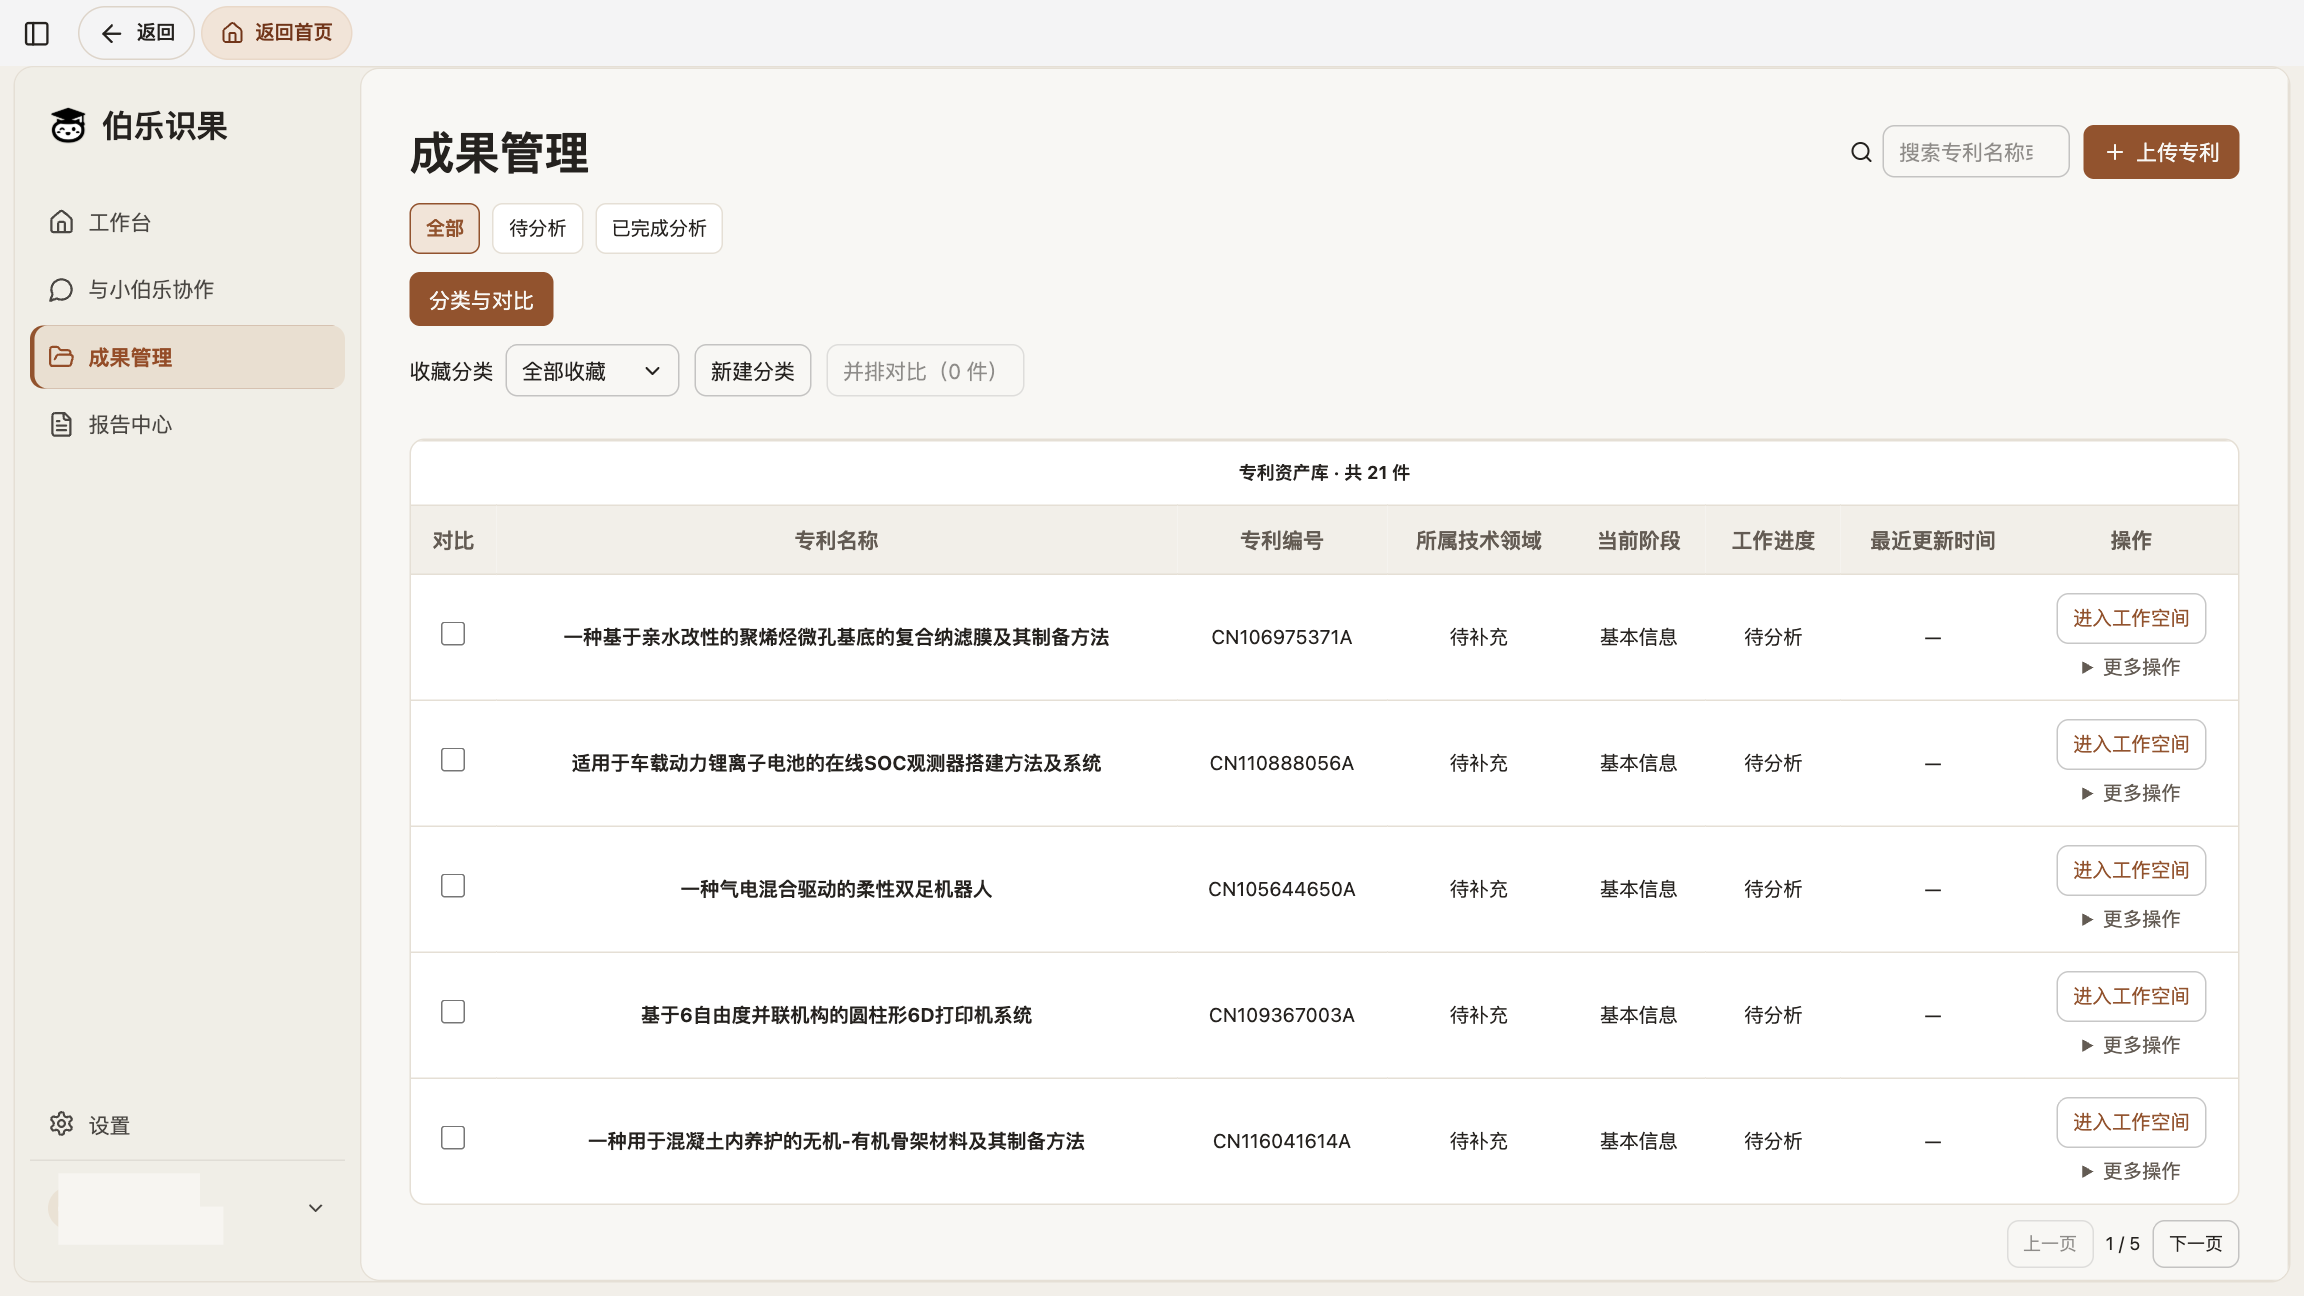 返回
返回首页
伯乐识果
工作台
与小伯乐协作
成果管理
报告中心
设置
成果管理
搜索专利名称
+ 上传专利
全部
待分析
已完成分析
分类与对比
收藏分类
全部收藏
新建分类
并排对比（0 件）
专利资产库 · 共 21 件
对比 专利名称 专利编号 所属技术领域 当前阶段 工作进度 最近更新时间 操作
一种基于亲水改性的聚烯烃微孔基底的复合纳滤膜及其制备方法 CN106975371A 待补充 基本信息 待分析 — 进入工作空间
▶ 更多操作
适用于车载动力锂离子电池的在线SOC观测器搭建方法及系统 CN110888056A 待补充 基本信息 待分析 — 进入工作空间
▶ 更多操作
一种气电混合驱动的柔性双足机器人 CN105644650A 待补充 基本信息 待分析 — 进入工作空间
▶ 更多操作
基于6自由度并联机构的圆柱形6D打印机系统 CN109367003A 待补充 基本信息 待分析 — 进入工作空间
▶ 更多操作
一种用于混凝土内养护的无机-有机骨架材料及其制备方法 CN116041614A 待补充 基本信息 待分析 — 进入工作空间
▶ 更多操作
上一页 1 / 5 下一页